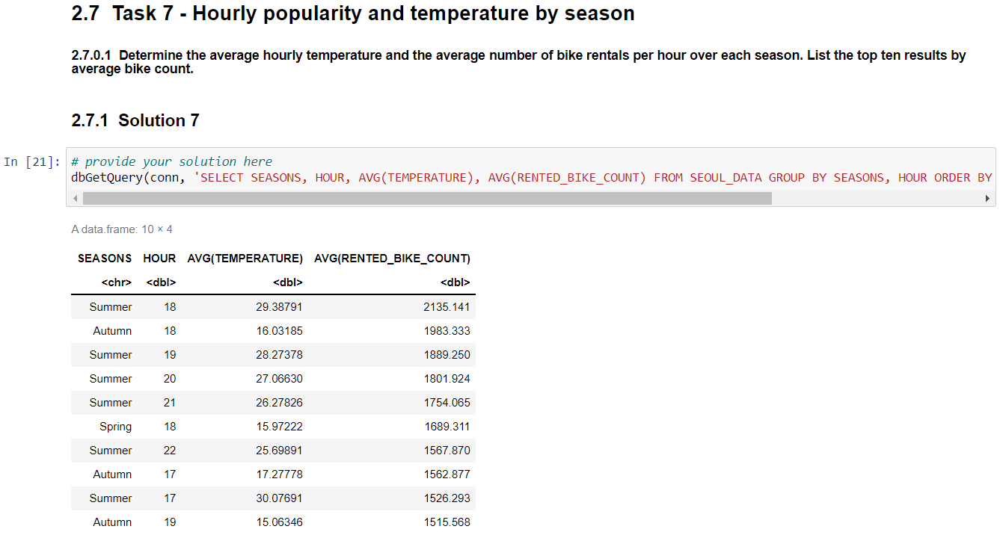 2.7 Task 7 - Hourly popularity and temperature by season
2.7.0.1 Determine the average hourly temperature and the average number of bike rentals per hour over each season. List the top ten results by
average bike count.
2.7.1 Solution 7
In [21]:
# provide your solution here
dbGetQuery(conn, 'SELECT SEASONS, HOUR, AVG(TEMPERATURE), AVG(RENTED_BIKE_COUNT) FROM SEOUL_DATA GROUP BY SEASONS, HOUR ORDER BY
A data.frame: 10 × 4
SEASONS HOUR AVG(TEMPERATURE) AVG(RENTED_BIKE_COUNT)
<chr> <dbl> <dbl> <dbl>
Summer 18 29.38791 2135.141
Autumn 18 16.03185 1983.333
Summer 19 28.27378 1889.250
Summer 20 27.06630 1801.924
Summer 21 26.27826 1754.065
Spring 18 15.97222 1689.311
Summer 22 25.69891 1567.870
Autumn 17 17.27778 1562.877
Summer 17 30.07691 1526.293
Autumn 19 15.06346 1515.568